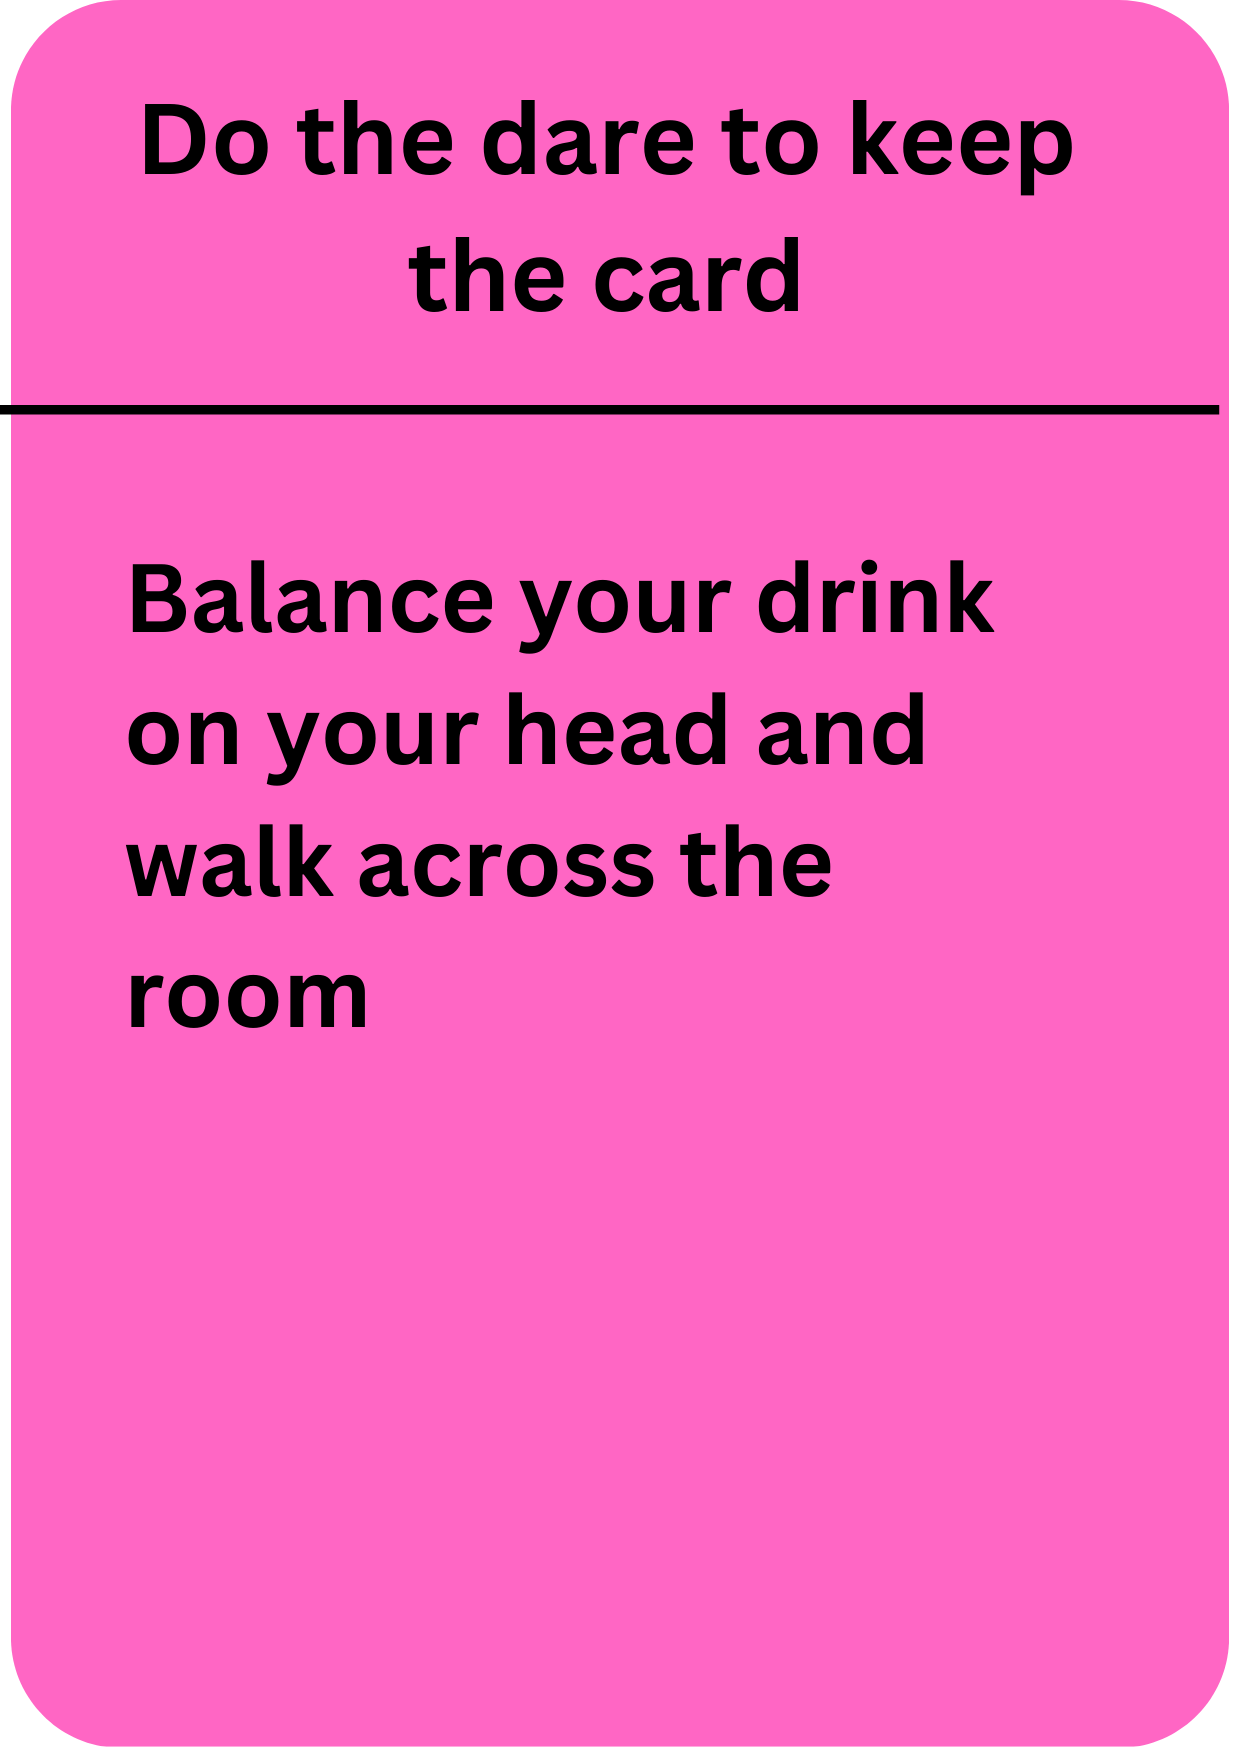 Do the dare to keep
the card
Balance your drink
on your head and
walk across the
room